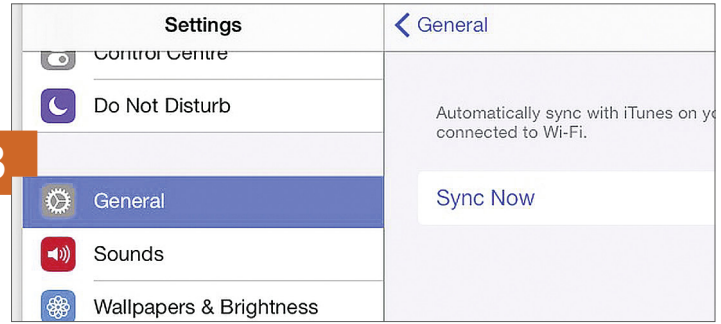 Settings
Control Centre
Do Not Disturb
General
Sounds
Wallpapers & Brightness
General
Automatically sync with iTunes on
connected to Wi-Fi.
Sync Now